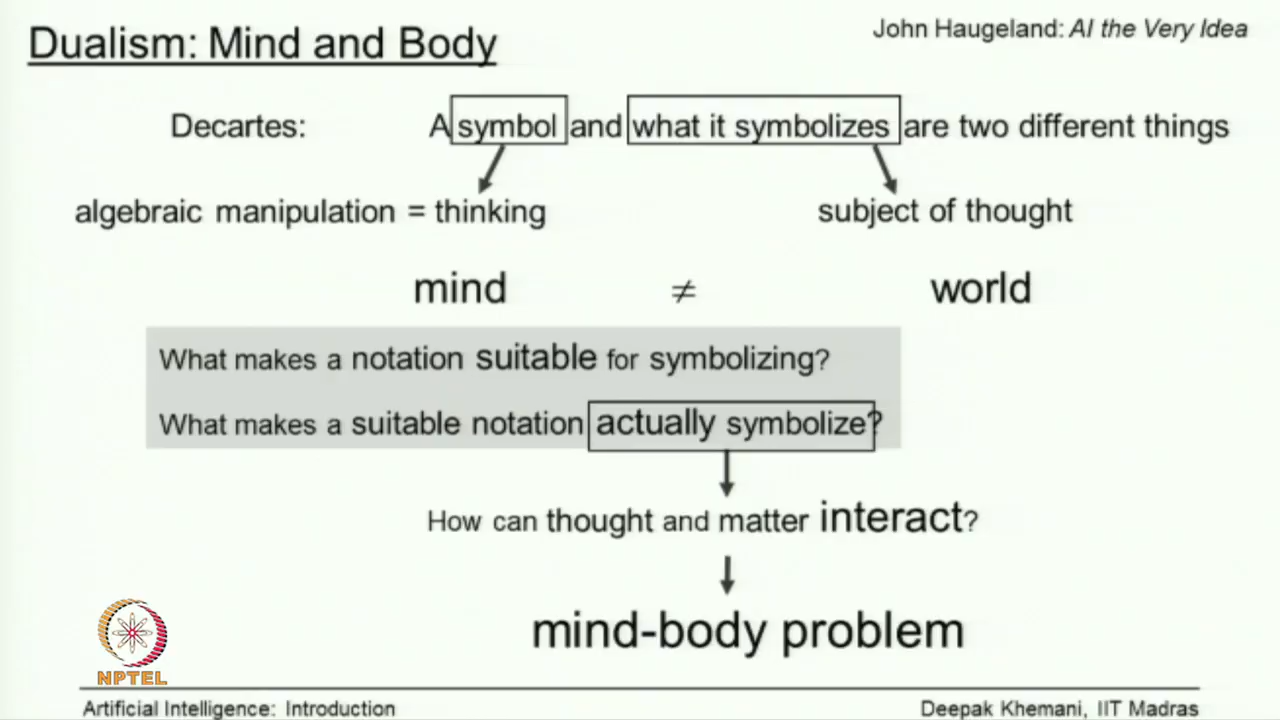 Dualism: Mind and Body
John Haugeland: AI the Very Idea
Decartes: A symbol and what it symbolizes are two different things
algebraic manipulation = thinking subject of thought
mind ≠ world
What makes a notation suitable for symbolizing?
What makes a suitable notation actually symbolize?
How can thought and matter interact?
mind-body problem
NPTEL
Artificial Intelligence: Introduction Deepak Khemani, IIT Madras